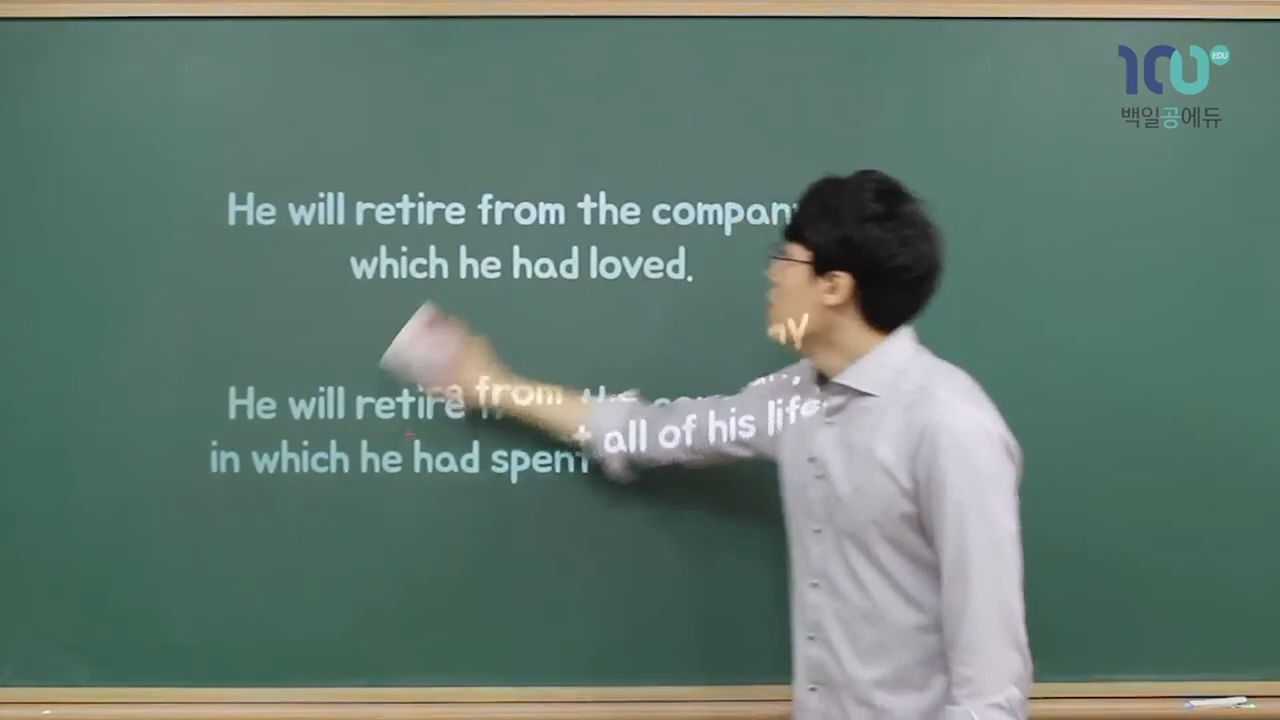 100 EDU
백일공에듀
He will retire from the company
which he had loved.
He will retire from
in which he had spent all of his life